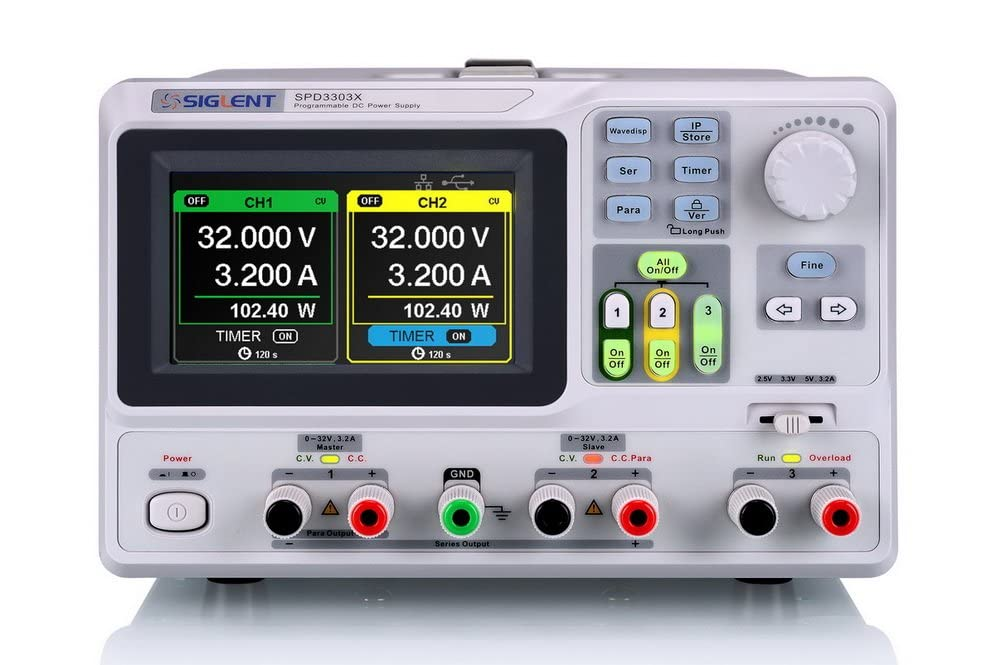 SIGLENT SPD3303X
Programmable DC Power Supply
OFF CH1 CV
32.000 V
3.200 A
102.40 W
TIMER ON
120 s
OFF CH2 CV
32.000 V
3.200 A
102.40 W
TIMER ON
120 s
Wavedisp
IP
Store
Ser
Timer
Para
Ver
Long Push
All
On/Off
1
2
3
On
Off
On
Off
On
Off
Fine
2.5V 3.3V 5V, 3.2A
Power
I O
0-32V, 3.2A
Master
C.V. C.C.
− 1 +
Para Output
GND
0-32V, 3.2A
Slave
C.V. C.C.Para
− 2 +
− Series Output +
Run Overload
− 3 +